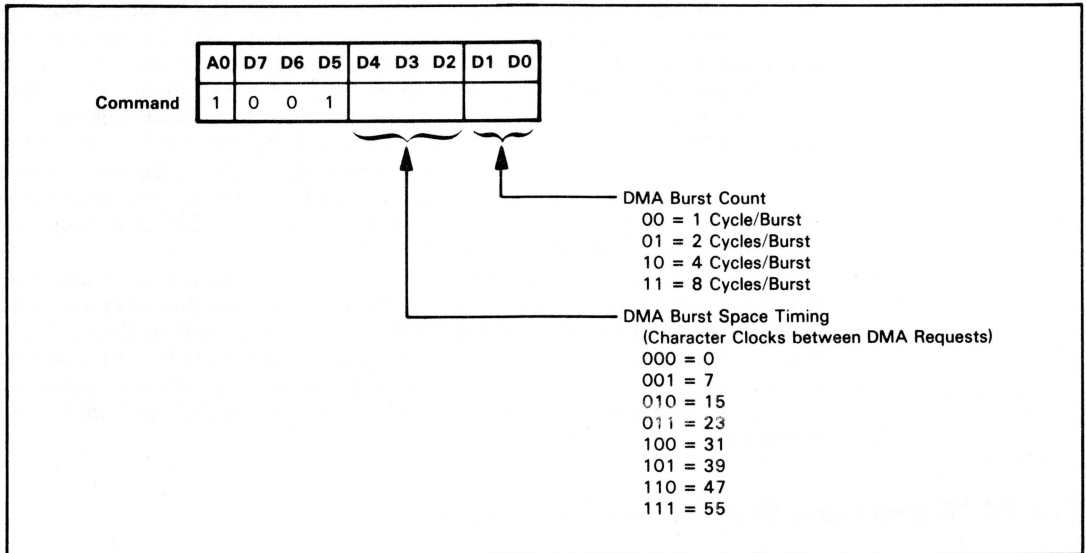 A0 D7 D6 D5 D4 D3 D2 D1 D0
Command 1 0 0 1
DMA Burst Count
00 = 1 Cycle/Burst
01 = 2 Cycles/Burst
10 = 4 Cycles/Burst
11 = 8 Cycles/Burst
DMA Burst Space Timing
(Character Clocks between DMA Requests)
000 = 0
001 = 7
010 = 15
011 = 23
100 = 31
101 = 39
110 = 47
111 = 55